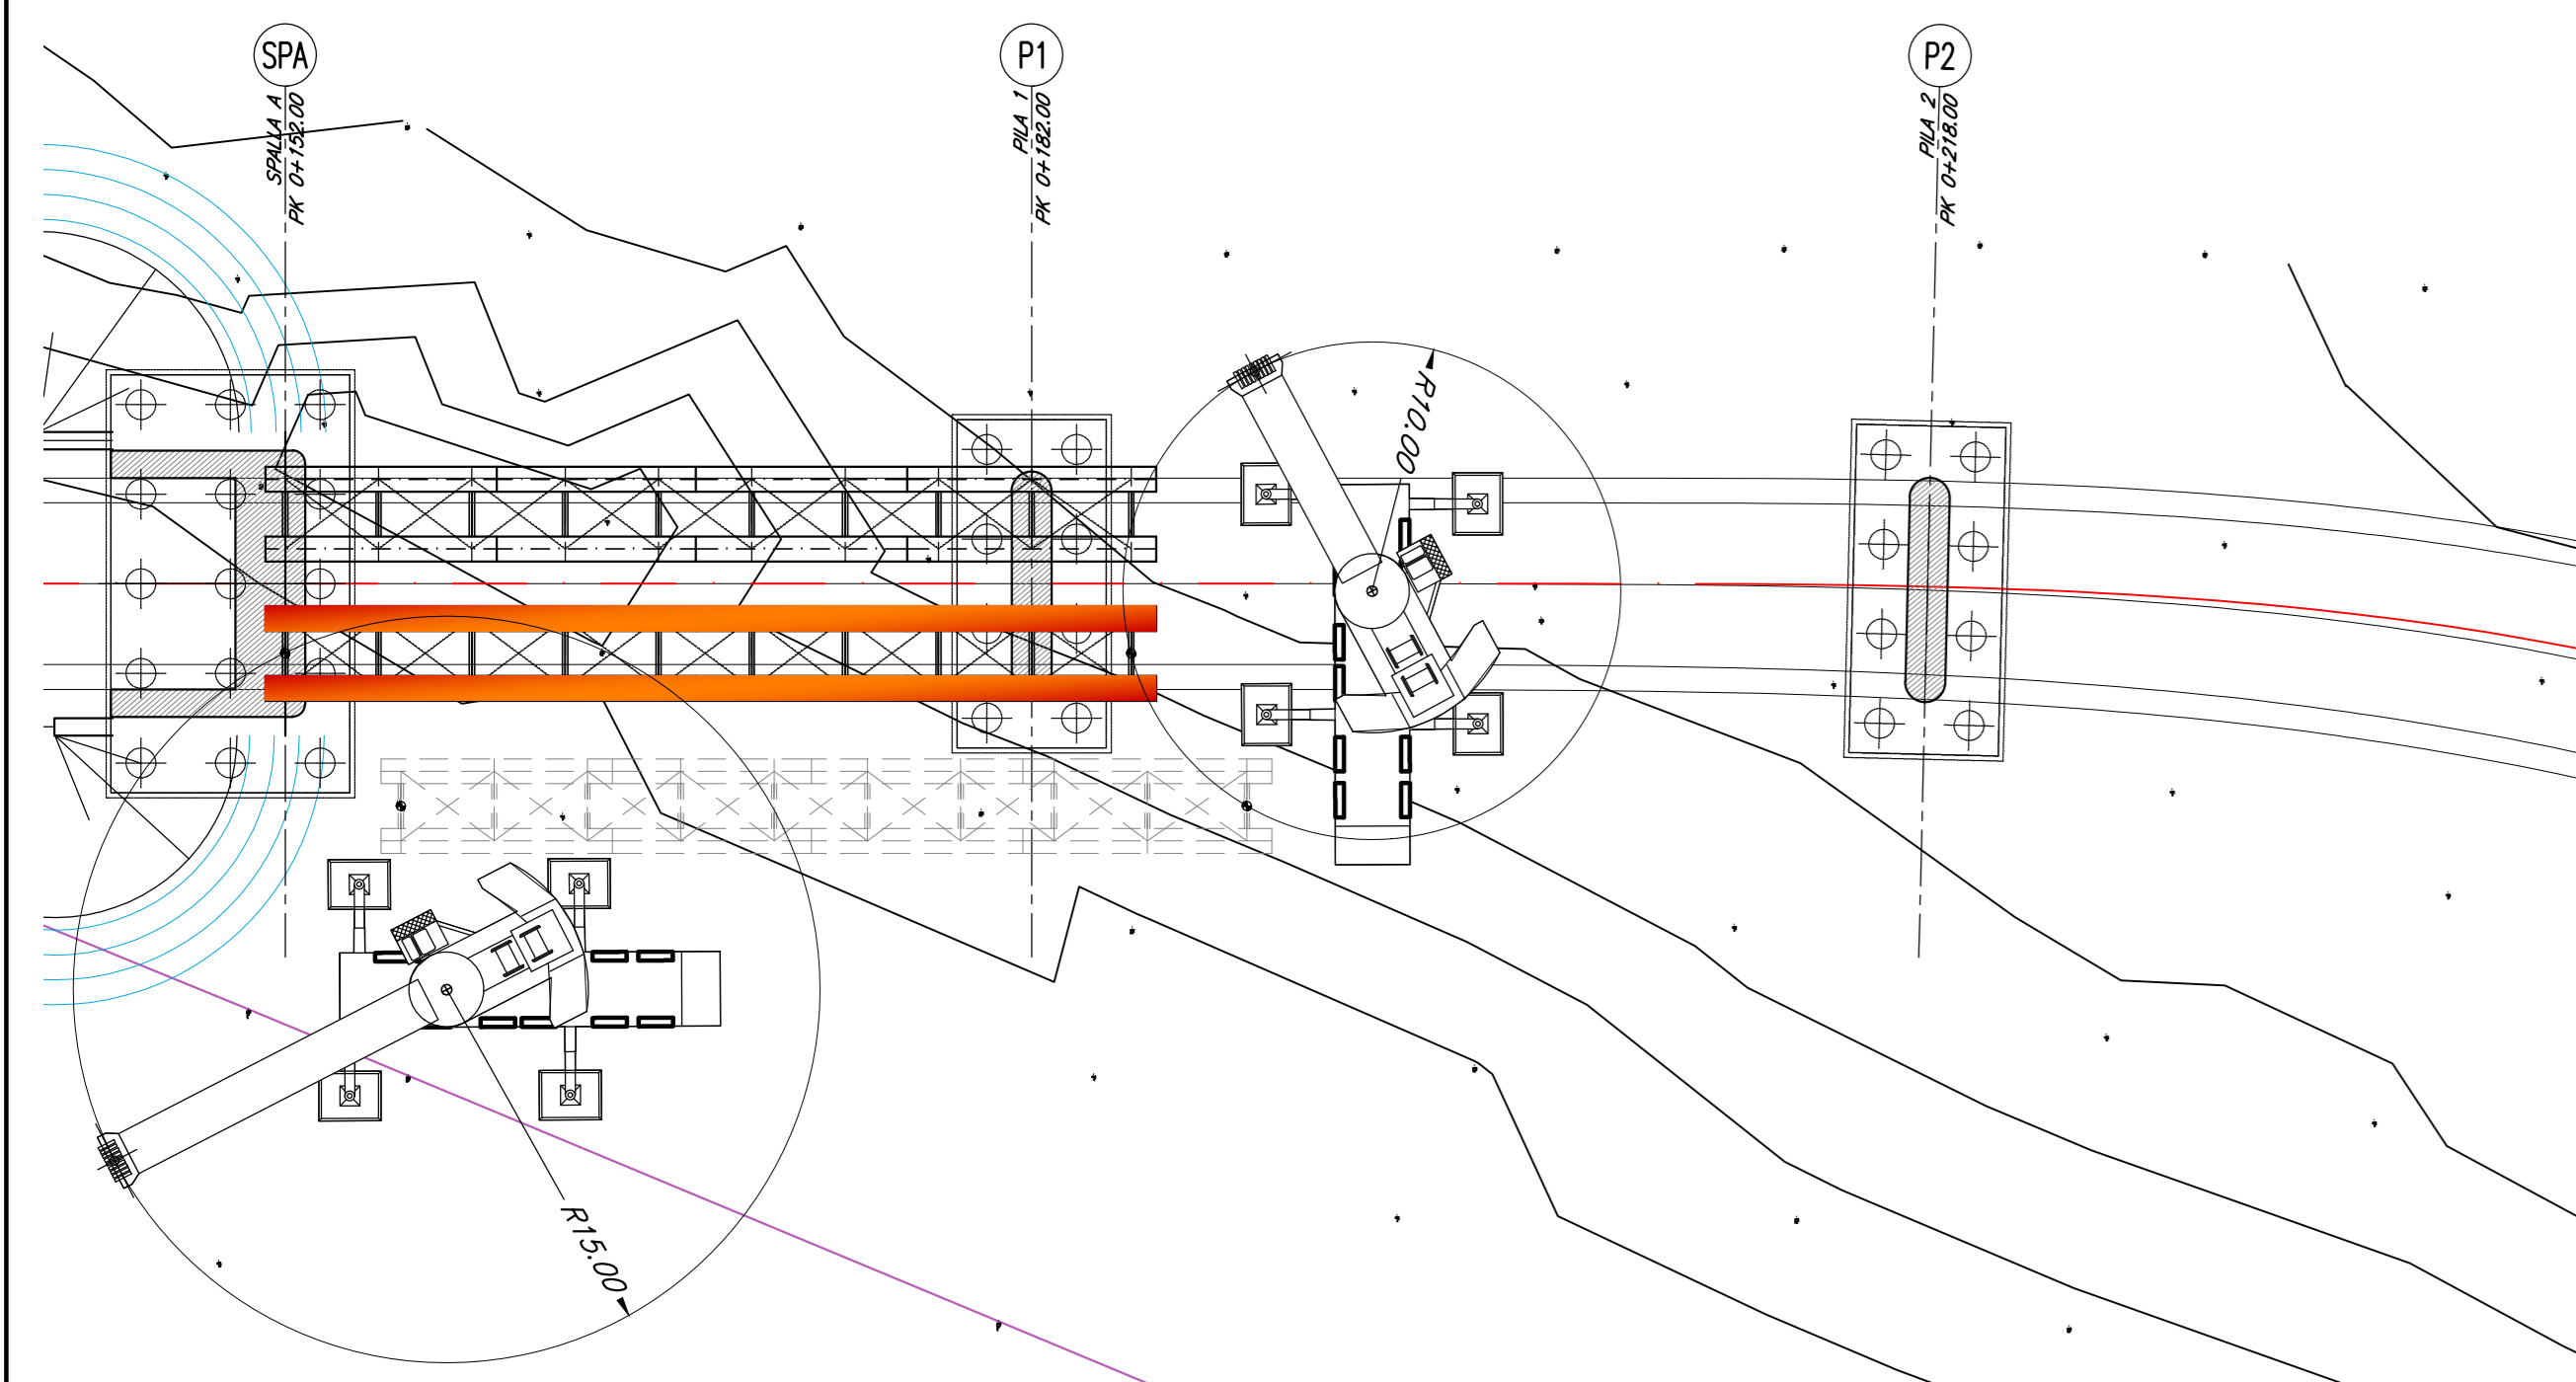 SPA
SPALLA A
PK 0+152.00
P1
PILA 1
PK 0+182.00
P2
PILA 2
PK 0+218.00
R10.00
R15.00